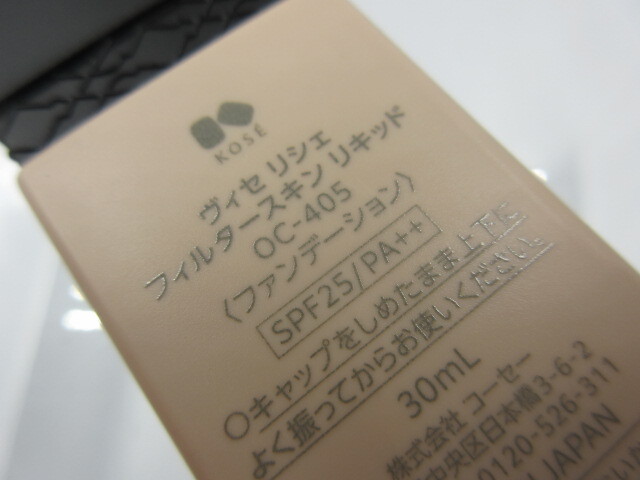 KOSÉ
ヴィセ リシェ
フィルタースキン リキッド
OC-405
〈ファンデーション〉
SPF25/PA++
○キャップをしめたまま上下に
よく振ってからお使いください。
30mL
株式会社 コーセー
中央区日本橋3-6-2
0120-526-311
JAPAN